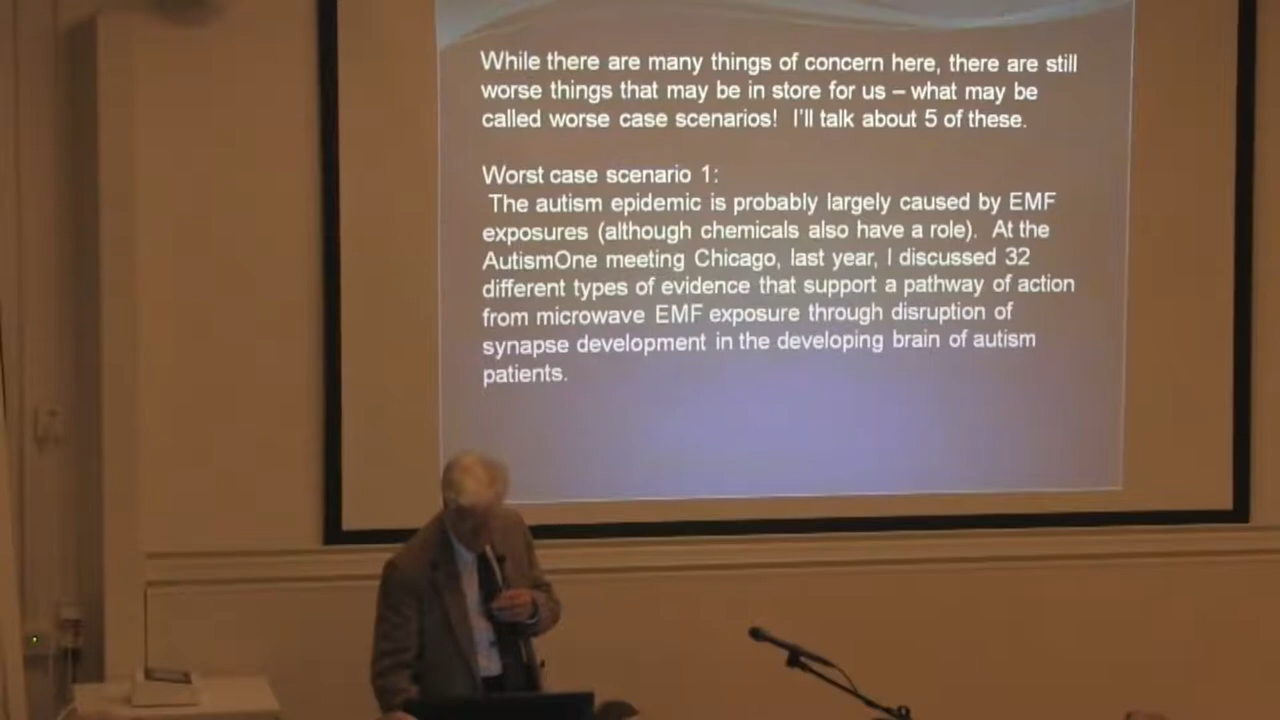 While there are many things of concern here, there are still
worse things that may be in store for us – what may be
called worse case scenarios! I'll talk about 5 of these.
Worst case scenario 1:
The autism epidemic is probably largely caused by EMF
exposures (although chemicals also have a role). At the
AutismOne meeting Chicago, last year, I discussed 32
different types of evidence that support a pathway of action
from microwave EMF exposure through disruption of
synapse development in the developing brain of autism
patients.